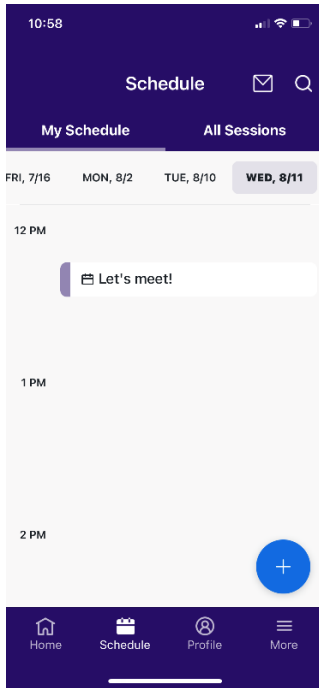 10:58
Schedule
My Schedule All Sessions
FRI, 7/16 MON, 8/2 TUE, 8/10 WED, 8/11
12 PM
Let's meet!
1 PM
2 PM
Home Schedule Profile More